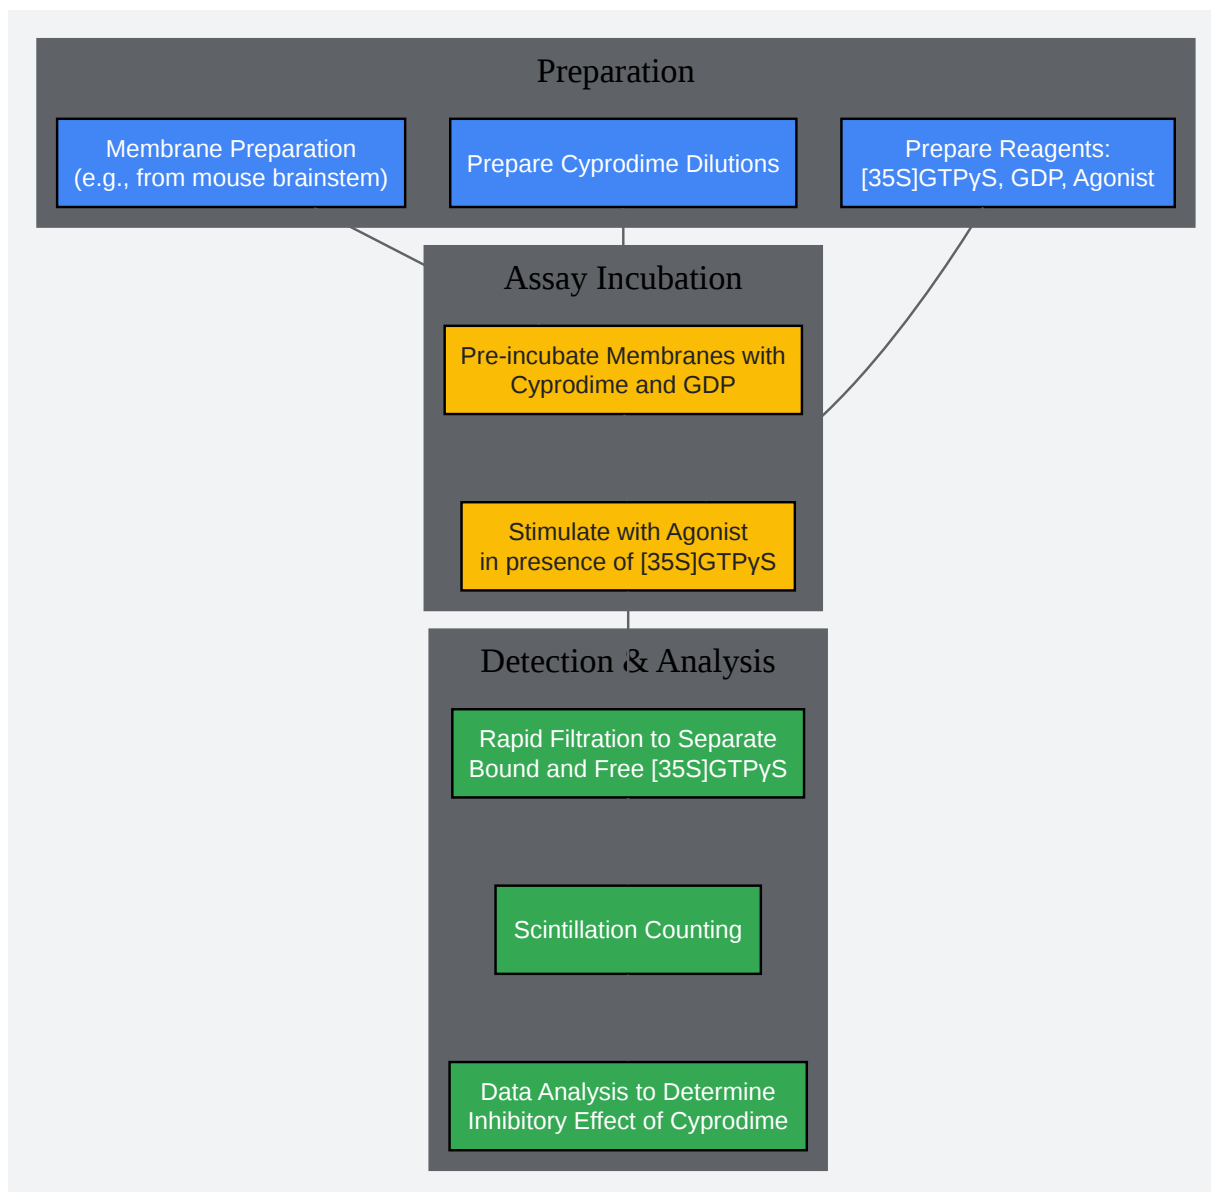 Preparation
Membrane Preparation
(e.g., from mouse brainstem)
Prepare Cyprodime Dilutions
Prepare Reagents:
[35S]GTPγS, GDP, Agonist
Assay Incubation
Pre-incubate Membranes with
Cyprodime and GDP
Stimulate with Agonist
in presence of [35S]GTPγS
Detection & Analysis
Rapid Filtration to Separate
Bound and Free [35S]GTPγS
Scintillation Counting
Data Analysis to Determine
Inhibitory Effect of Cyprodime